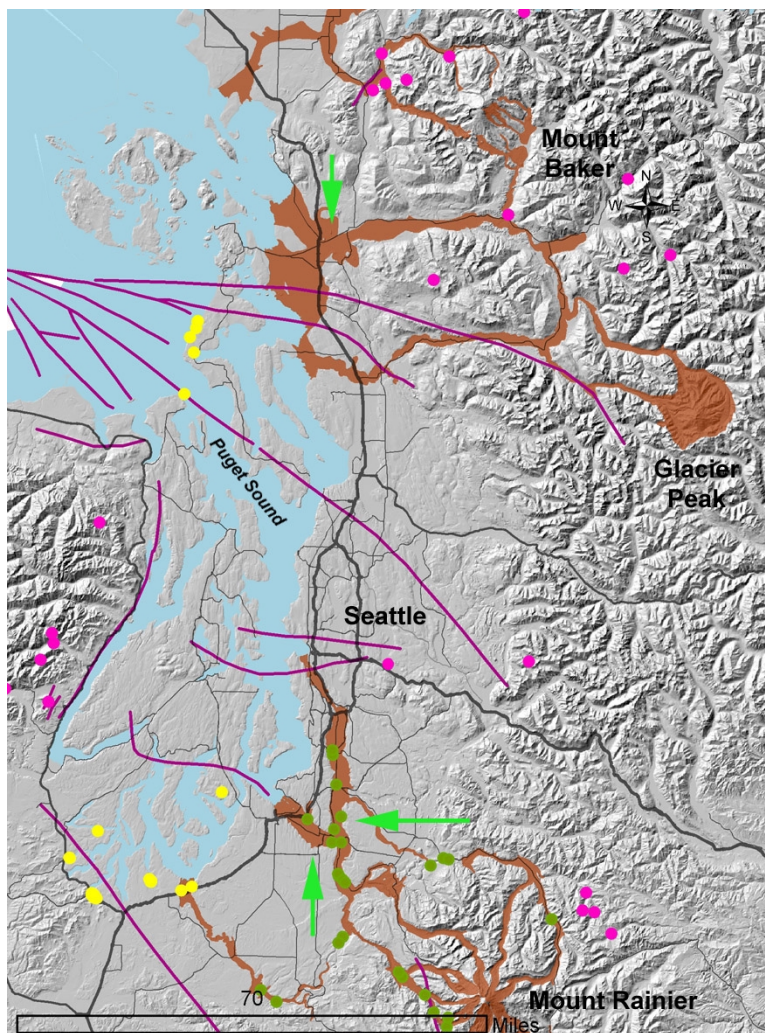 Mount
Baker
N
W E
S
Puget Sound
Glacier
Peak
Seattle
70
Mount Rainier
Miles